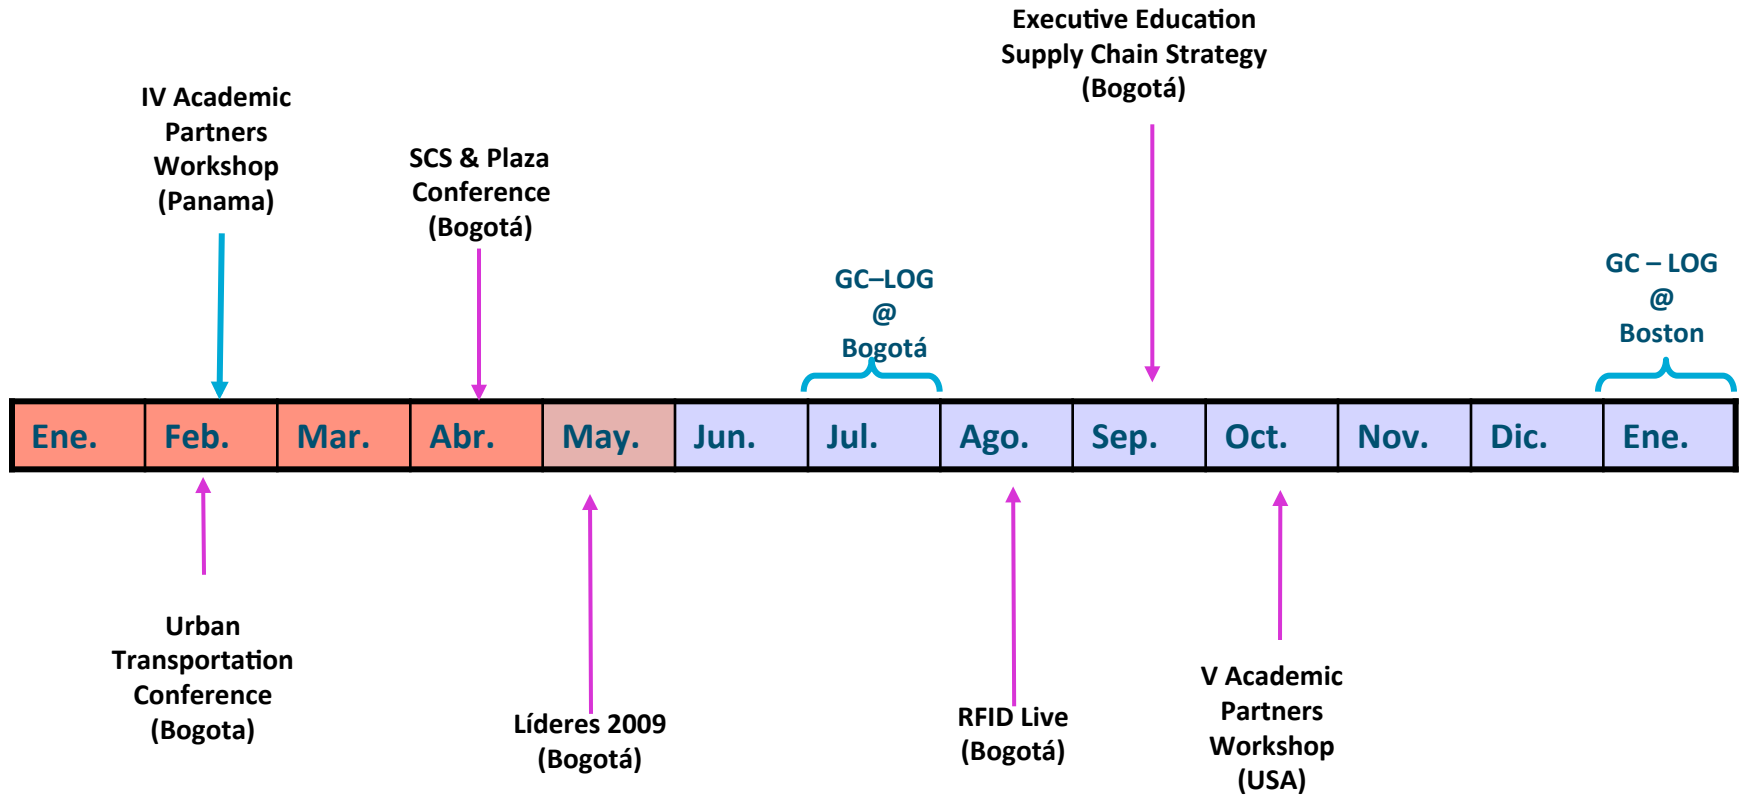 Executive Education
Supply Chain Strategy
(Bogotá)
IV Academic
Partners
Workshop
(Panama)
SCS & Plaza
Conference
(Bogotá)
GC–LOG
@
Bogotá
GC – LOG
@
Boston
Ene. Feb. Mar. Abr. May. Jun. Jul. Ago. Sep. Oct. Nov. Dic. Ene.
Urban
Transportation
Conference
(Bogota)
Líderes 2009
(Bogotá)
RFID Live
(Bogotá)
V Academic
Partners
Workshop
(USA)